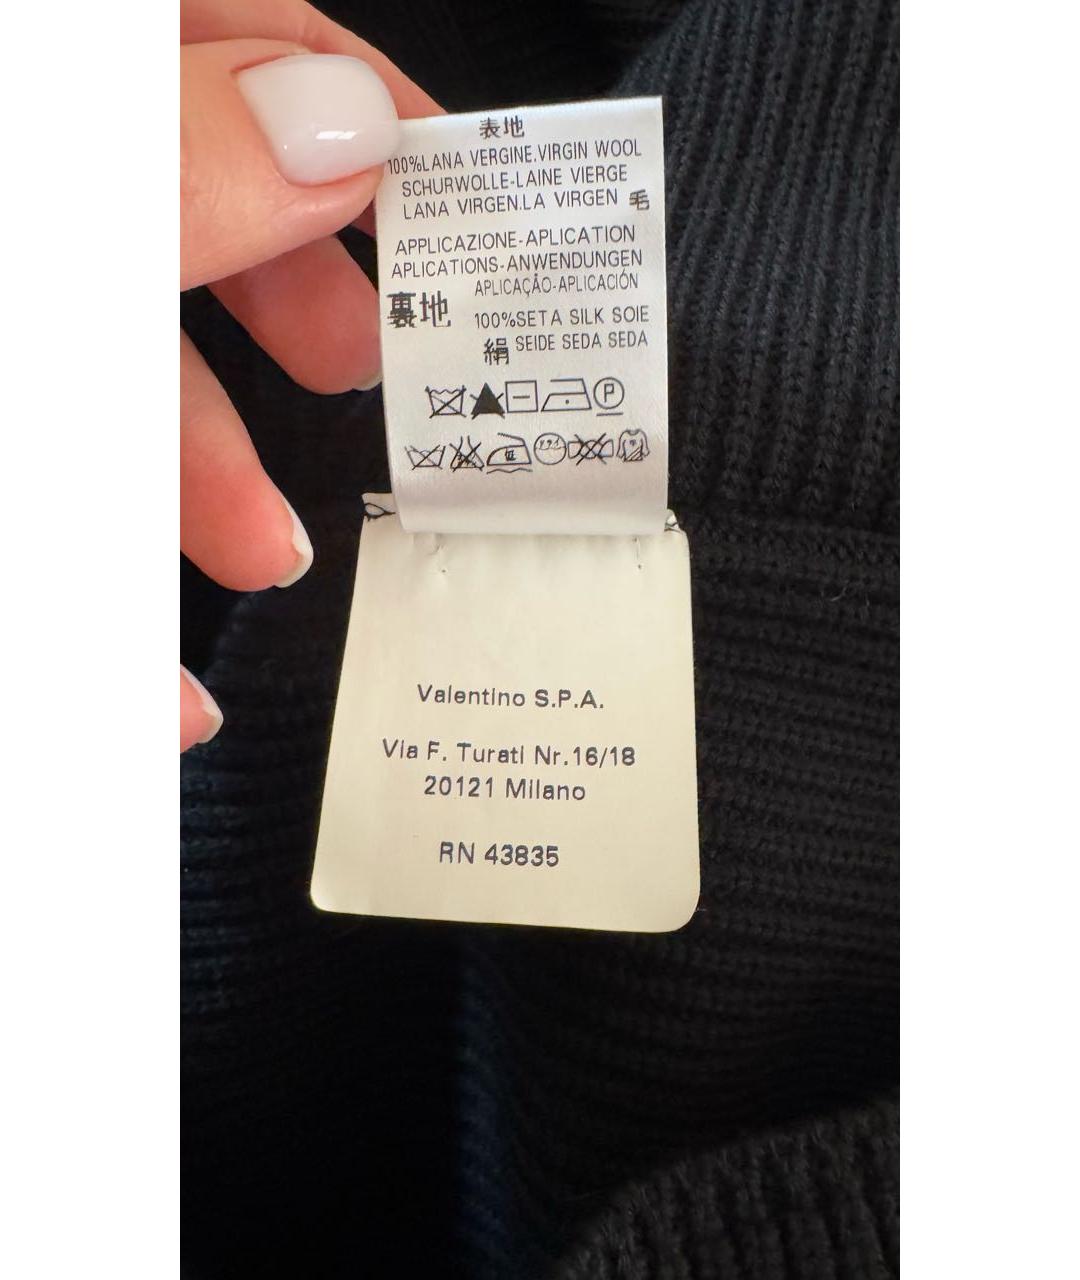 表地
100%LANA VERGINE.VIRGIN WOOL
SCHURWOLLE-LAINE VIERGE
LANA VIRGEN.LA VIRGEN 毛
APPLICAZIONE-APLICATION
APLICATIONS-ANWENDUNGEN
APLICAÇÃO-APLICACIÓN
裏地 100%SETA SILK SOIE
絹 SEIDE SEDA SEDA
P
Valentino S.P.A.
Via F. Turati Nr.16/18
20121 Milano
RN 43835